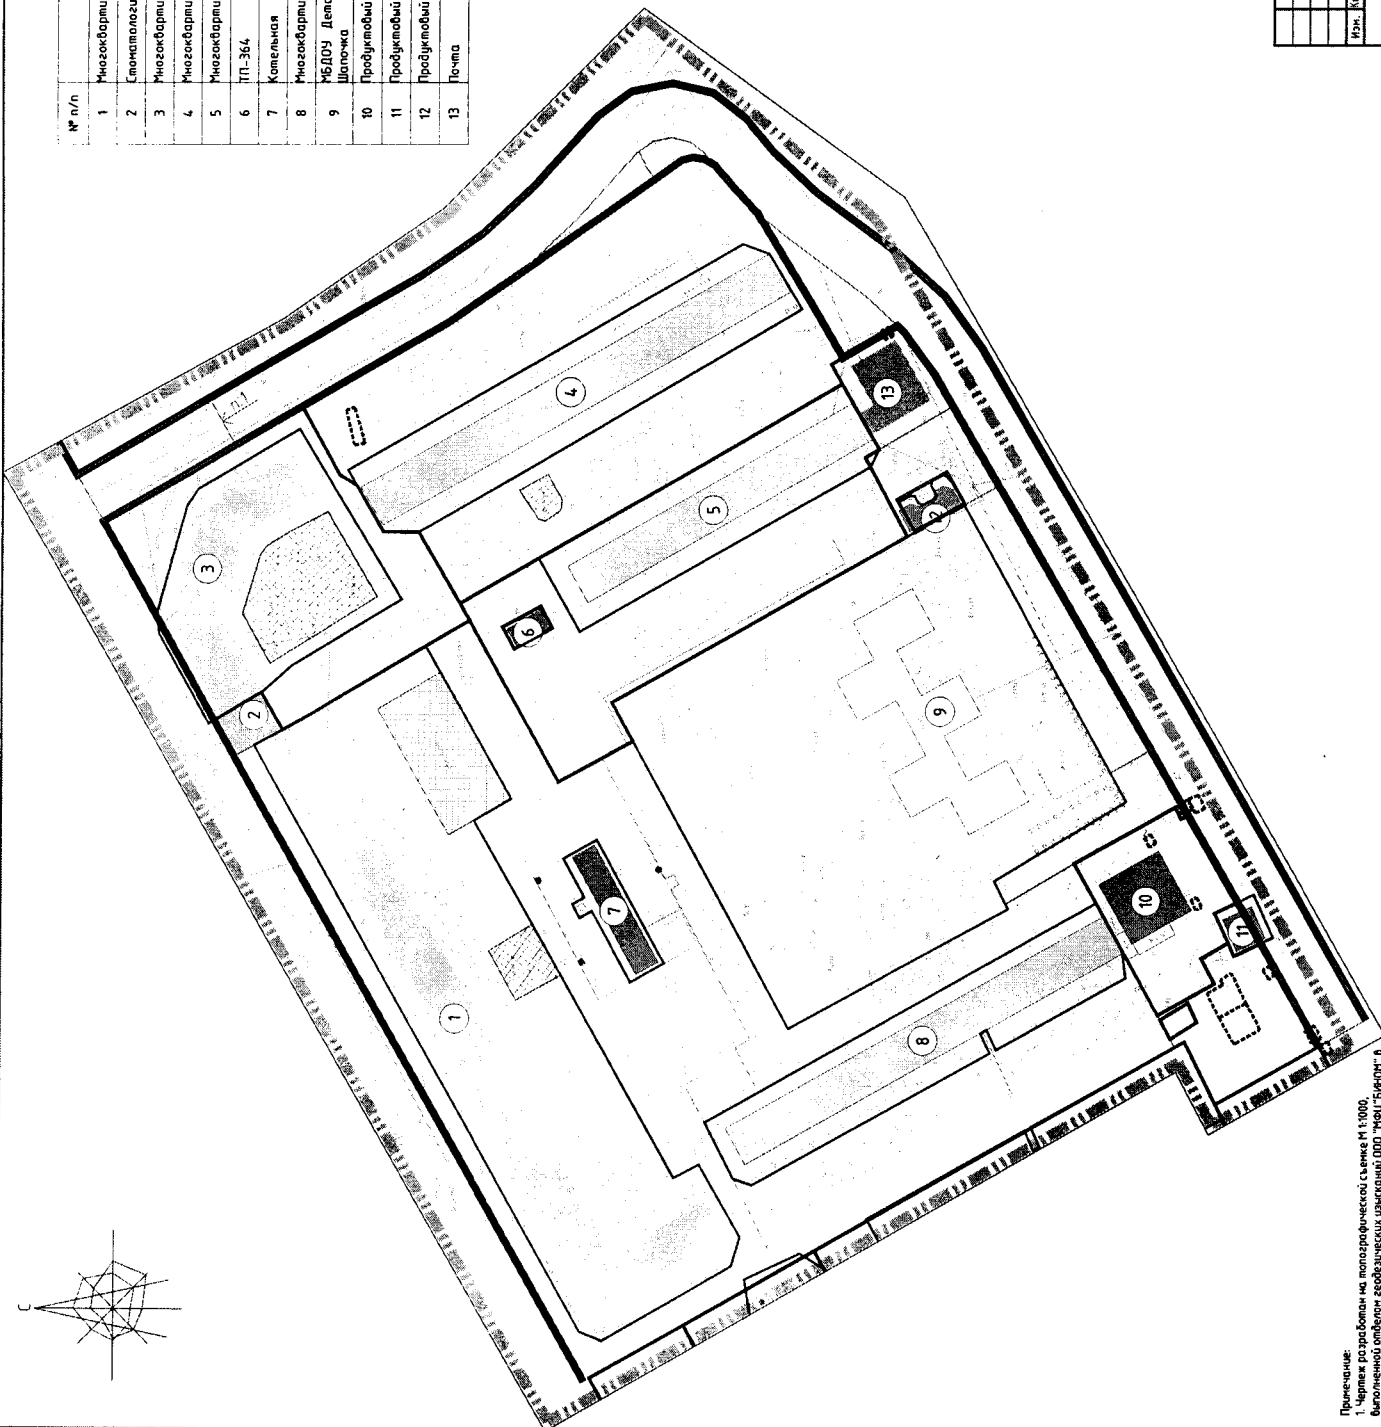 № п/п
1 Многокварти
2 Стоматологи
3 Многокварти
4 Многокварти
5 Многокварти
6 ТП-364
7 Котельная
8 Многокварти
9 МБДОУ Детс
Шапочка
10 Продуктовый
11 Продуктовый
12 Продуктовый
13 Почта
Изм.
С
п.1
1
2
3
4
5
6
7
8
9
10
11
12
13
Примечание:
1. Чертеж разработан на топографической съемке М 1:1000,
выполненной отделом геодезических изысканий ООО "МФЦ "БИНОМ" в